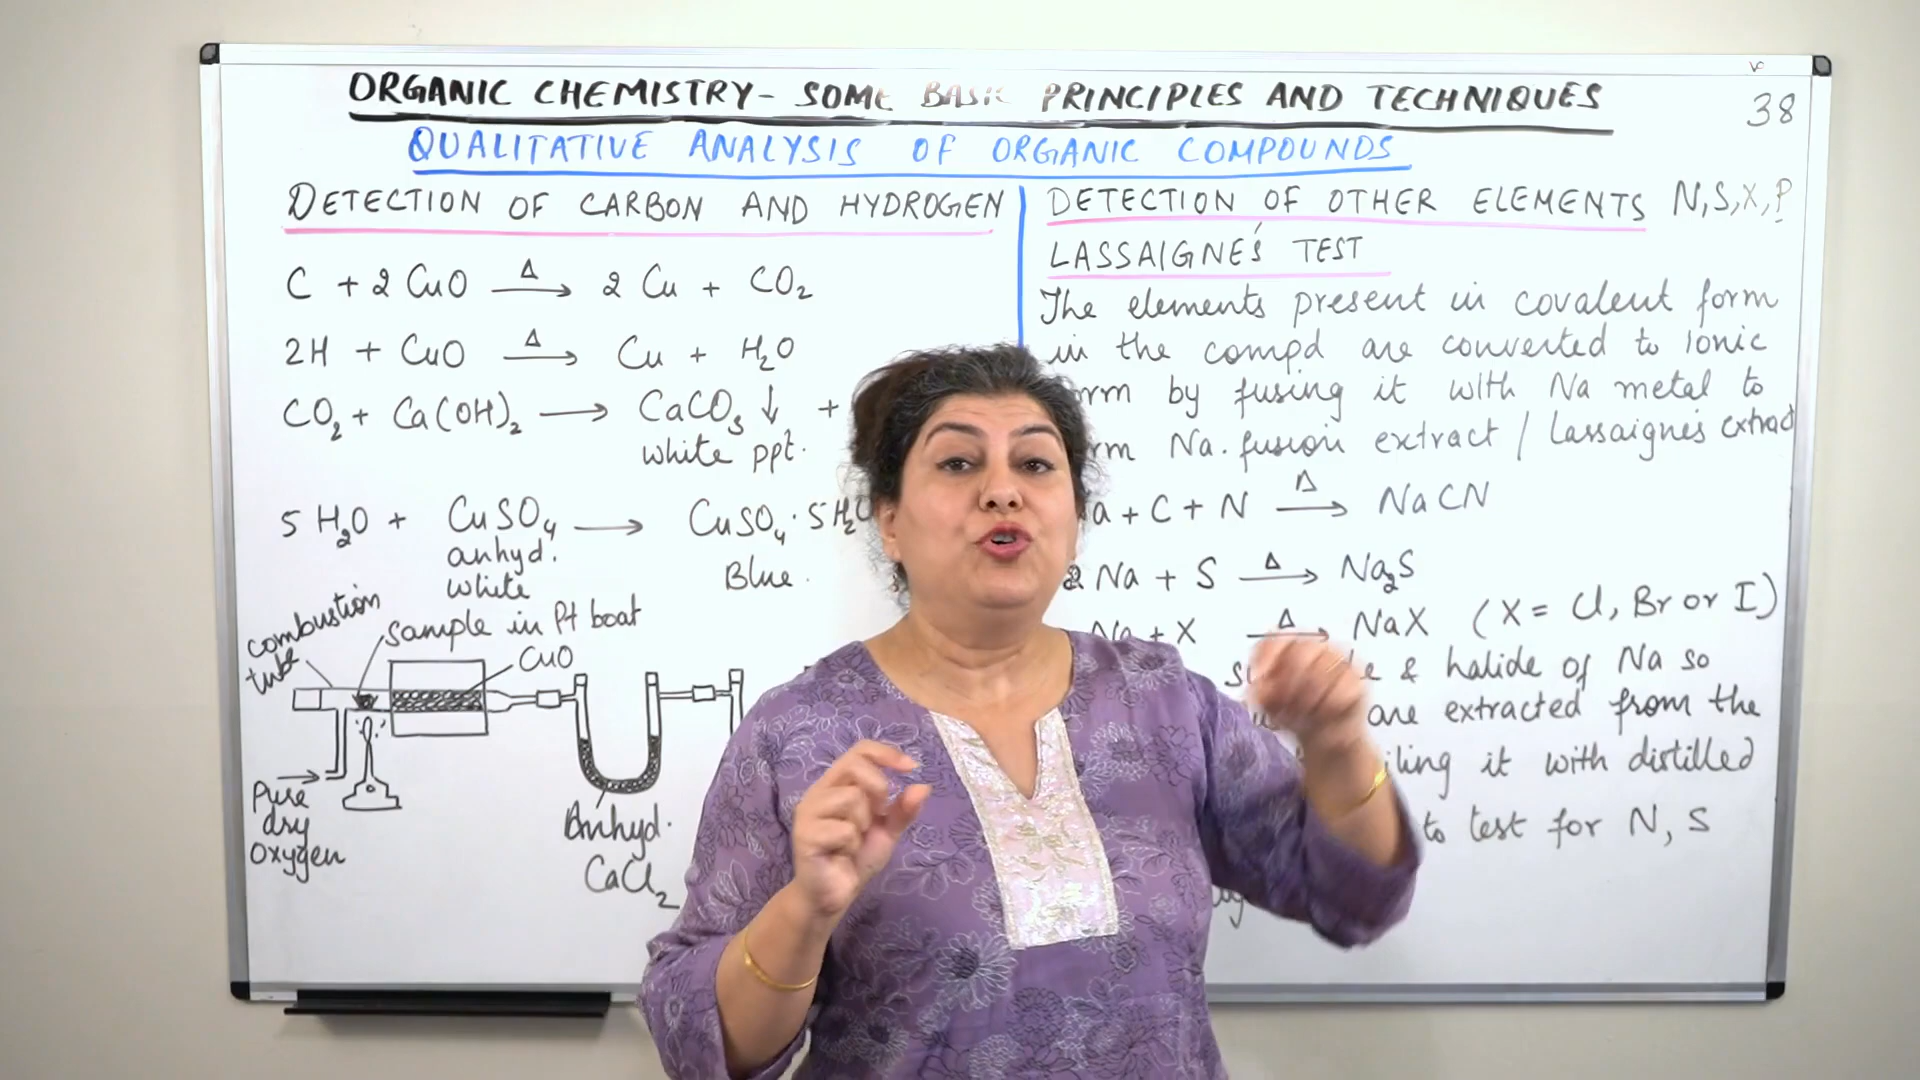 ORGANIC CHEMISTRY - SOME BASIC PRINCIPLES AND TECHNIQUES
38
QUALITATIVE ANALYSIS OF ORGANIC COMPOUNDS
DETECTION OF CARBON AND HYDROGEN
C + 2 CuO →Δ 2 Cu + CO₂
2H + CuO →Δ Cu + H₂O
CO₂ + Ca(OH)₂ → CaCO₃ ↓ +
white ppt.
5 H₂O + CuSO₄ → CuSO₄·5H₂O
anhyd.
white
Blue.
combustion
tube
sample in Pt boat
CuO
Pure
dry
oxygen
Anhyd.
CaCl₂
DETECTION OF OTHER ELEMENTS N, S, X, P
LASSAIGNE'S TEST
The elements present in covalent form
in the compd are converted to Ionic
by fusing it with Na metal to
Na. fusion extract / Lassaigne's extract
+ C + N →Δ NaCN
2 Na + S →Δ Na₂S
Na + X →Δ NaX (X = Cl, Br or I)
& halide of Na so
are extracted from the
it with distilled
to test for N, S